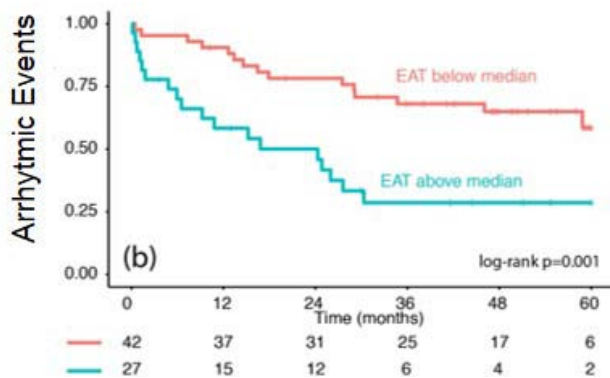 Arrhytmic Events
1.00
0.75
0.50
0.25
0.00
EAT below median
EAT above median
(b)
log-rank p=0.001
0 12 24 36 48 60
Time (months)
42 37 31 25 17 6
27 15 12 6 4 2